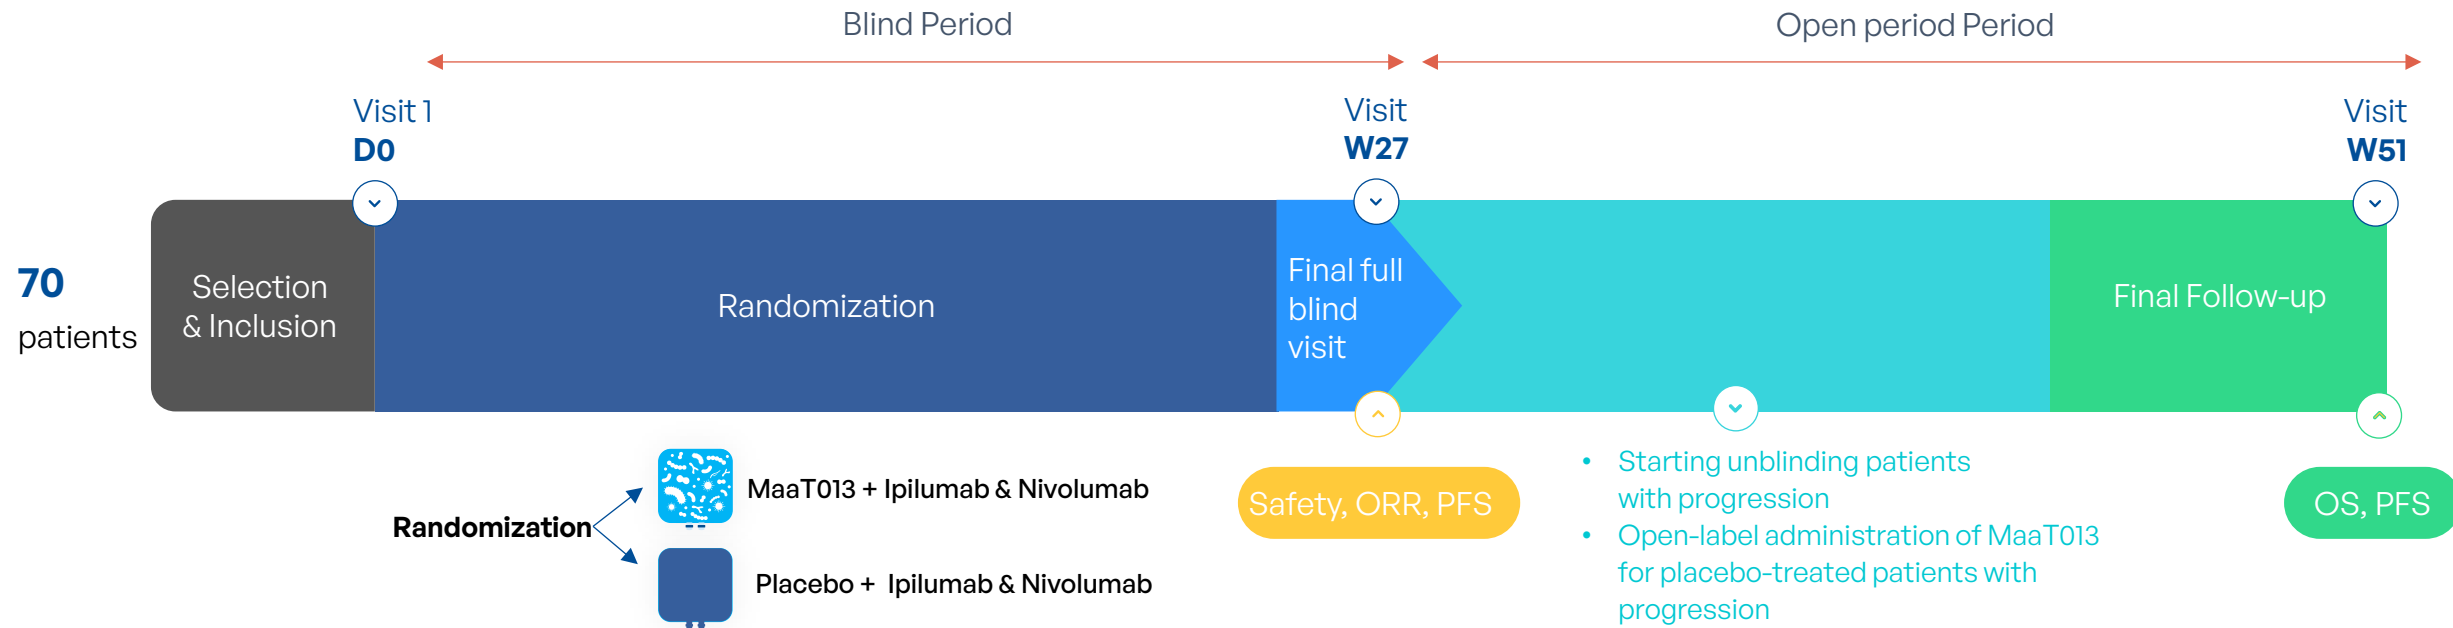 Blind Period
Open period Period
Visit 1
D0
Visit
W27
Visit
W51
70
patients
Selection
& Inclusion
Randomization
Final full
blind
visit
Final Follow-up
Randomization
MaaT013 + Ipilumab & Nivolumab
Placebo + Ipilumab & Nivolumab
Safety, ORR, PFS
• Starting unblinding patients
with progression
• Open-label administration of MaaT013
for placebo-treated patients with
progression
OS, PFS